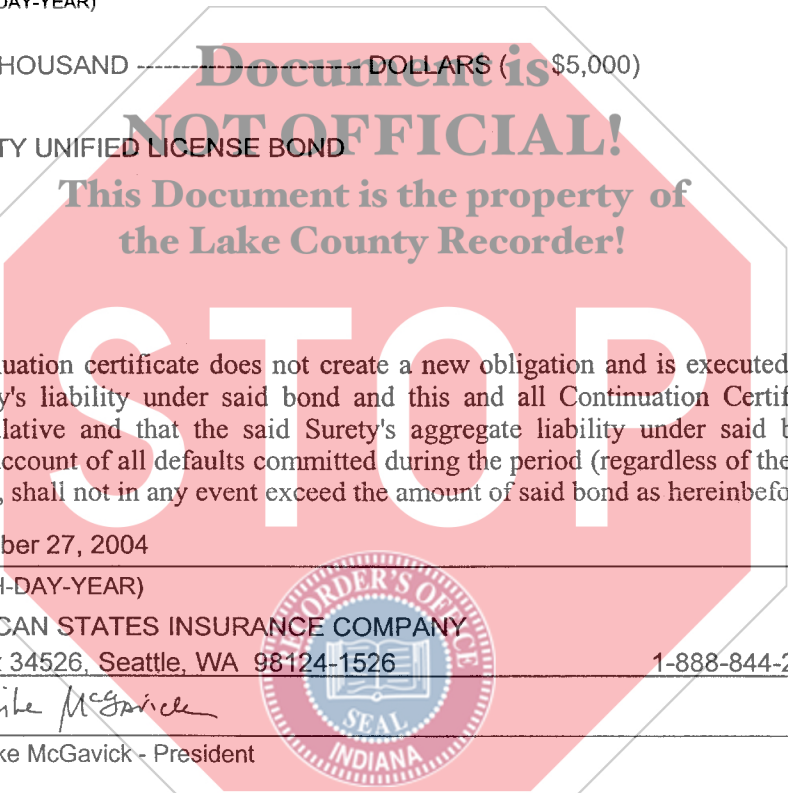 DAY-YEAR)
HOUSAND ----------------------- DOLLARS ( $5,000)
Document is
NOT OFFICIAL!
TY UNIFIED LICENSE BOND
This Document is the property of
the Lake County Recorder!
STOP
nuation certificate does not create a new obligation and is executed
y's liability under said bond and this and all Continuation Certif
lative and that the said Surety's aggregate liability under said b
account of all defaults committed during the period (regardless of the
, shall not in any event exceed the amount of said bond as hereinbefo
ber 27, 2004
H-DAY-YEAR)
CAN STATES INSURANCE COMPANY
34526, Seattle, WA 98124-1526 1-888-844-2
ike McGavick
ke McGavick - President
RECORDER'S OFFICE
SEAL
INDIANA